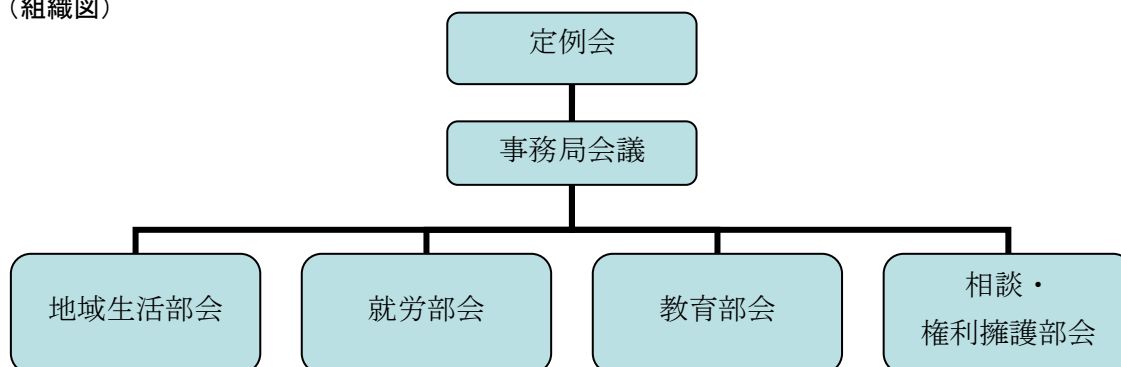 （組織図）
定例会
事務局会議
地域生活部会
就労部会
教育部会
相談・
権利擁護部会